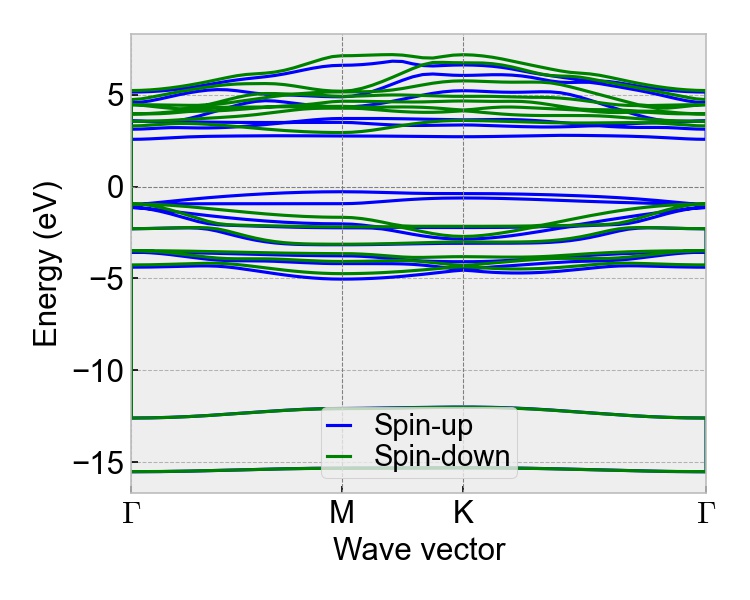 Energy (eV)
5
0
−5
−10
−15
Spin-up
Spin-down
Γ M K Γ
Wave vector